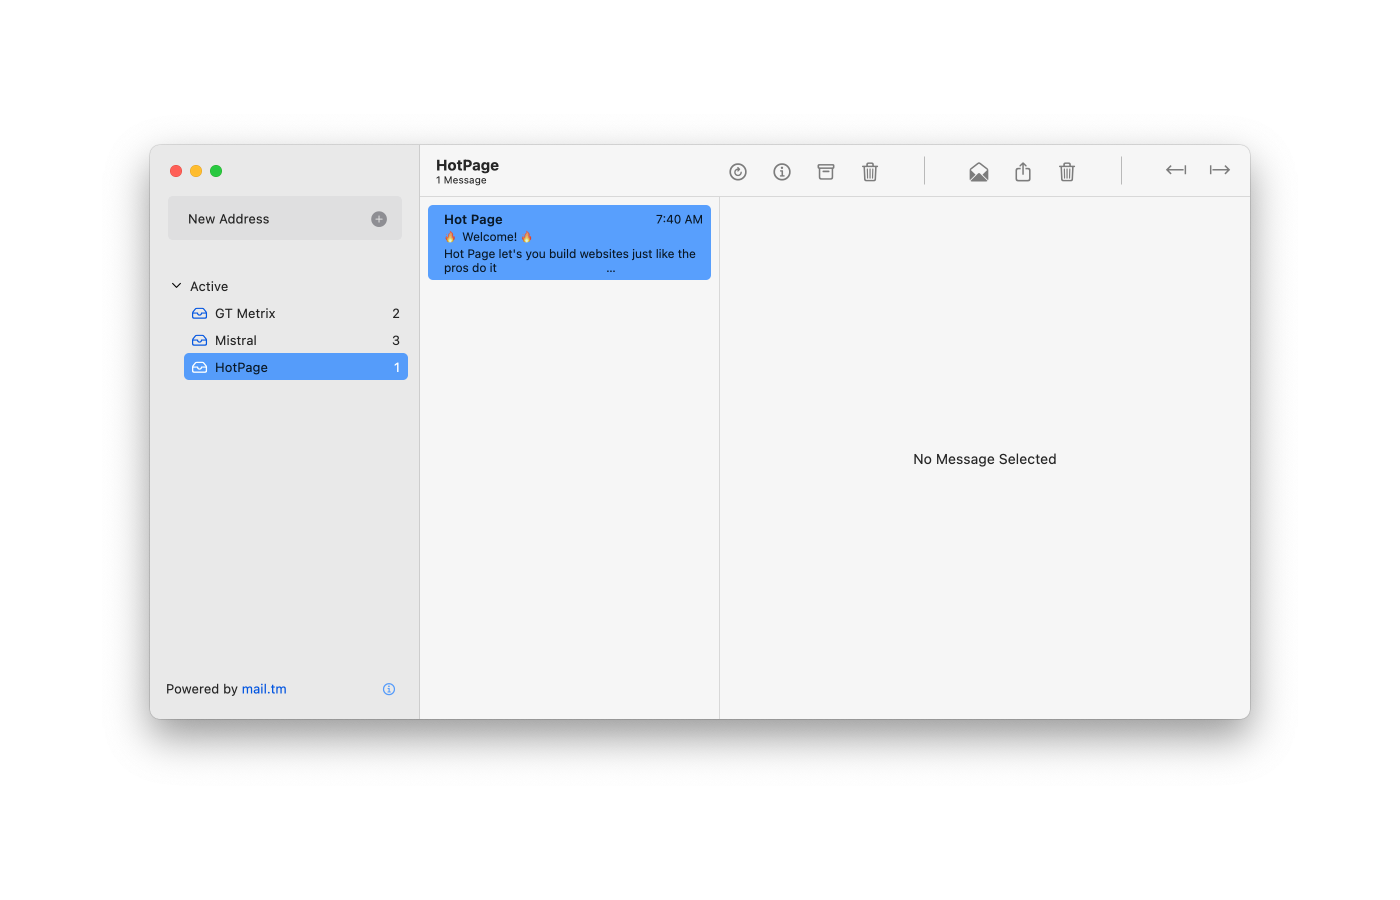 New Address
Active
GT Metrix 2
Mistral 3
HotPage 1
Powered by mail.tm
HotPage
1 Message
Hot Page 7:40 AM
🔥 Welcome! 🔥
Hot Page let's you build websites just like the
pros do it ...
No Message Selected